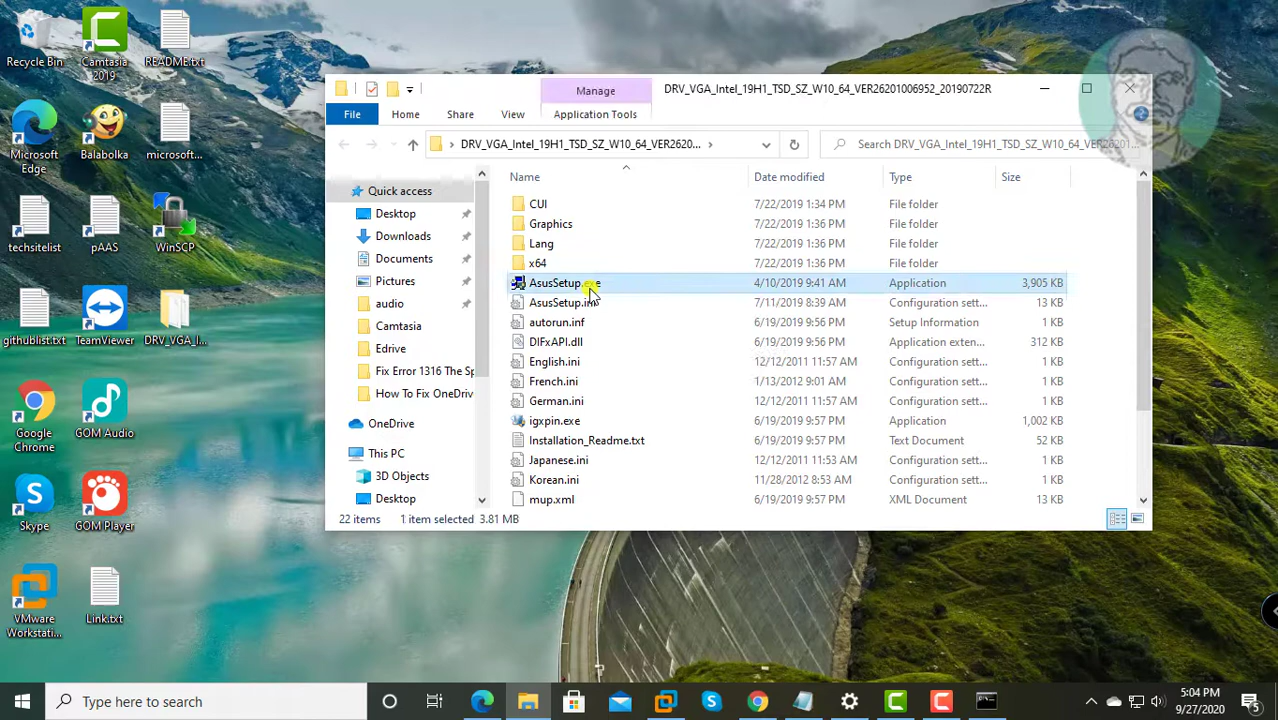 Recycle Bin
Camtasia
2019
README.txt
Microsoft
Edge
Balabolka
microsoft...
techsitelist
pAAS
WinSCP
githublist.txt
TeamViewer
DRV_VGA_I...
Google
Chrome
GOM Audio
Skype
GOM Player
VMware
Workstati...
Link.txt
Manage
DRV_VGA_Intel_19H1_TSD_SZ_W10_64_VER26201006952_20190722R
File
Home
Share
View
Application Tools
DRV_VGA_Intel_19H1_TSD_SZ_W10_64_VER2620...
Search DRV_VGA_Intel_19H1_TSD_SZ_W10_64_VER26201...
Quick access
Desktop
Downloads
Documents
Pictures
audio
Camtasia
Edrive
Fix Error 1316 The Sp
How To Fix OneDriv
OneDrive
This PC
3D Objects
Desktop
Name Date modified Type Size
CUI 7/22/2019 1:34 PM File folder
Graphics 7/22/2019 1:36 PM File folder
Lang 7/22/2019 1:36 PM File folder
x64 7/22/2019 1:36 PM File folder
AsusSetup.exe 4/10/2019 9:41 AM Application 3,905 KB
AsusSetup.ini 7/11/2019 8:39 AM Configuration sett... 13 KB
autorun.inf 6/19/2019 9:56 PM Setup Information 1 KB
DIFxAPI.dll 6/19/2019 9:56 PM Application exten... 312 KB
English.ini 12/12/2011 11:57 AM Configuration sett... 1 KB
French.ini 1/13/2012 9:01 AM Configuration sett... 1 KB
German.ini 12/12/2011 11:57 AM Configuration sett... 1 KB
igxpin.exe 6/19/2019 9:57 PM Application 1,002 KB
Installation_Readme.txt 6/19/2019 9:57 PM Text Document 52 KB
Japanese.ini 12/12/2011 11:53 AM Configuration sett... 1 KB
Korean.ini 11/28/2012 8:53 AM Configuration sett... 1 KB
mup.xml 6/19/2019 9:57 PM XML Document 13 KB
22 items 1 item selected 3.81 MB
Type here to search
5:04 PM
9/27/2020
5